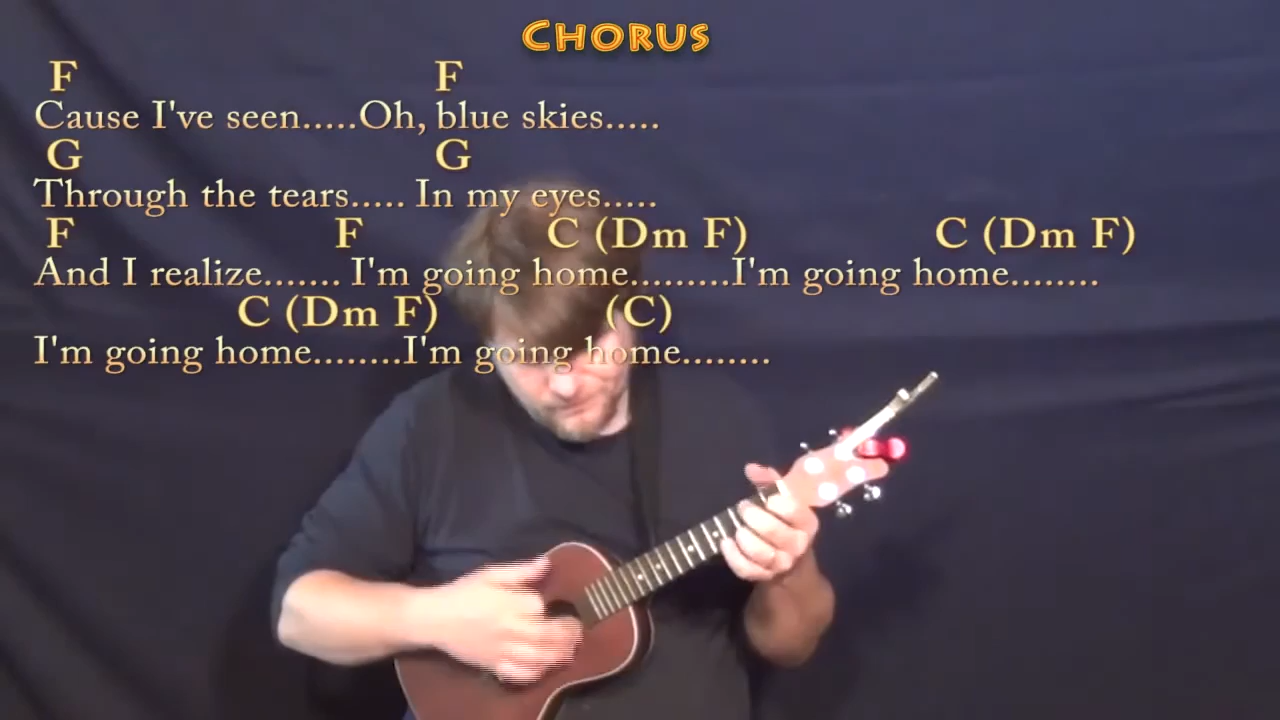 CHORUS
F F
Cause I've seen.....Oh, blue skies.....
G G
Through the tears..... In my eyes.....
F F C (Dm F) C (Dm F)
And I realize....... I'm going home.........I'm going home........
C (Dm F) (C)
I'm going home........I'm going home........